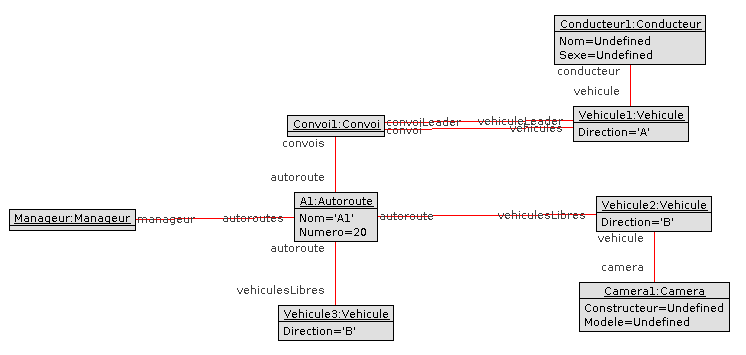 Conducteur1:Conducteur
Nom=Undefined
Sexe=Undefined
conducteur
vehicule
Convoi1:Convoi
convoiLeader
vehiculeLeader
convoi
vehicules
Vehicule1:Vehicule
Direction='A'
convois
autoroute
Manageur:Manageur
manageur
autoroutes
A1:Autoroute
Nom='A1'
Numero=20
autoroute
vehiculesLibres
Vehicule2:Vehicule
Direction='B'
autoroute
vehicule
camera
vehiculesLibres
Vehicule3:Vehicule
Direction='B'
Camera1:Camera
Constructeur=Undefined
Modele=Undefined